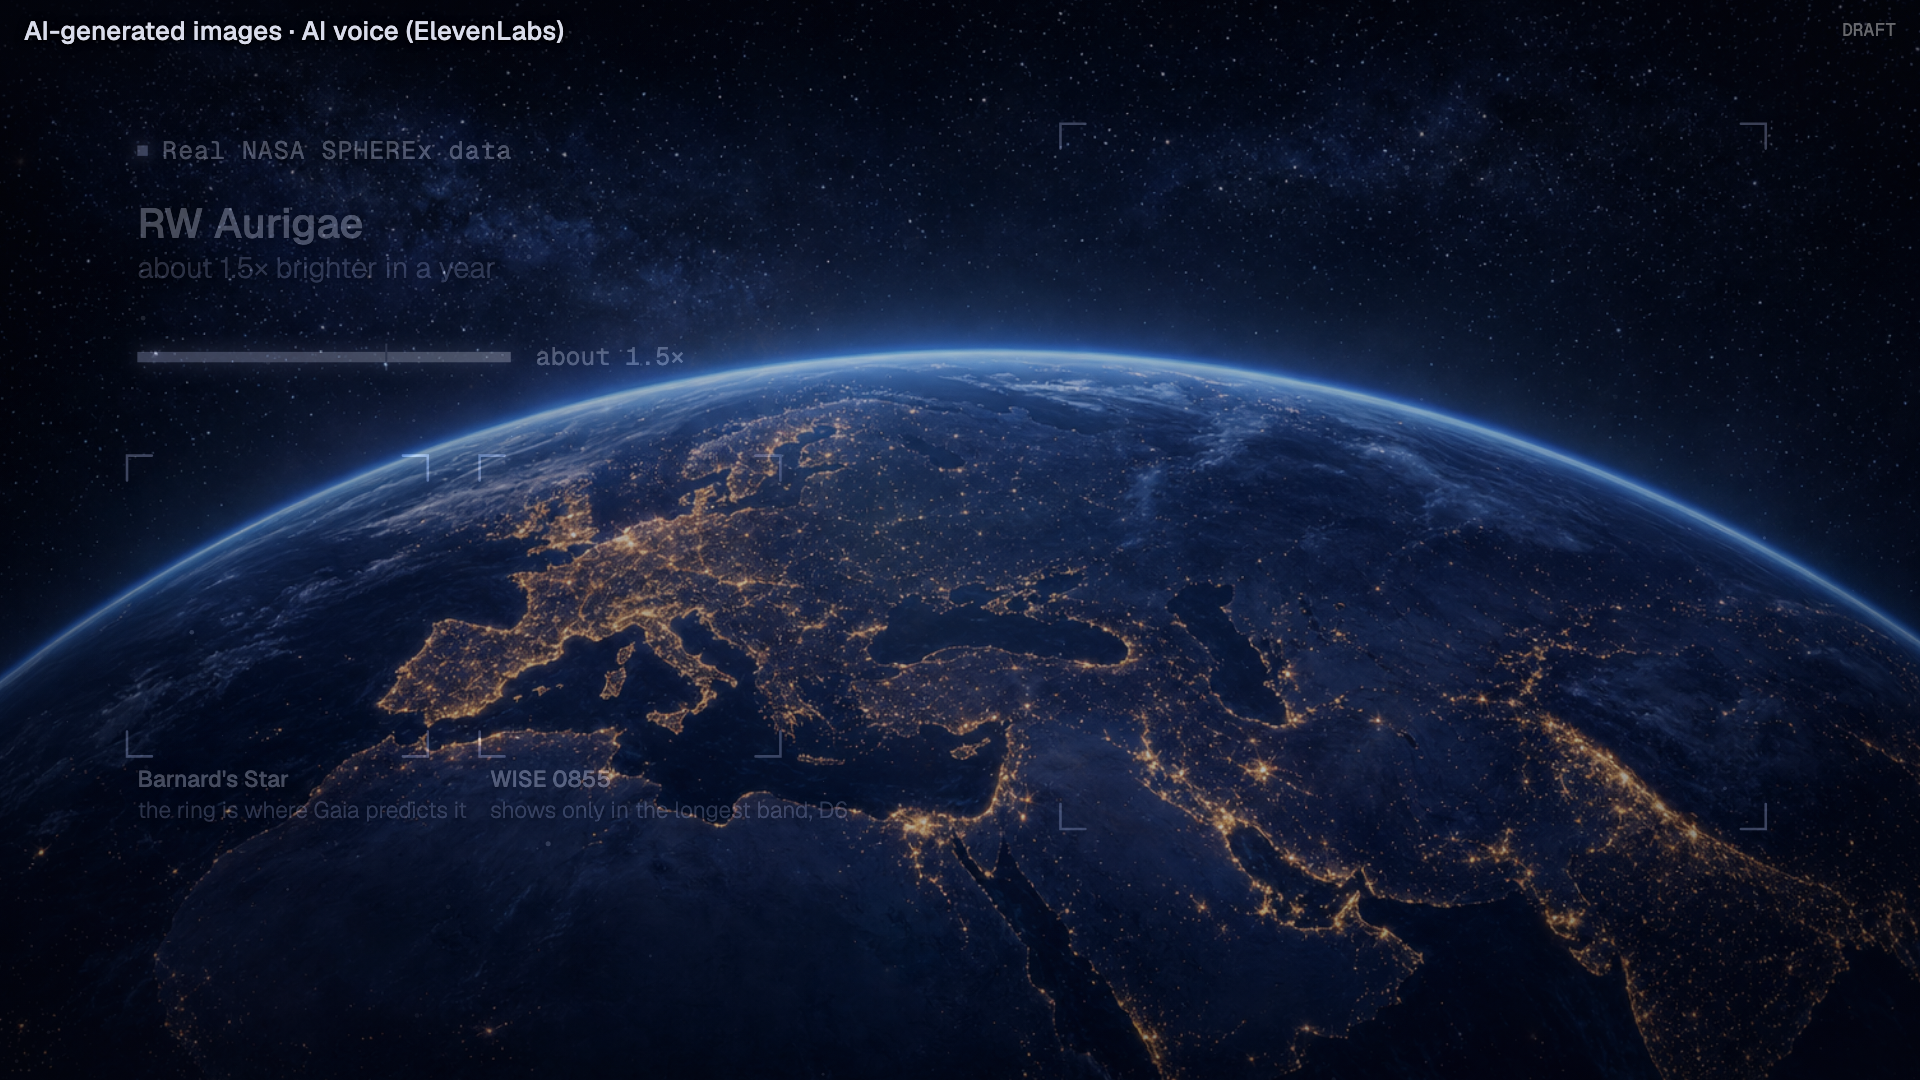 AI-generated images · AI voice (ElevenLabs)
DRAFT
Real NASA SPHEREx data
RW Aurigae
about 1.5× brighter in a year
about 1.5×
Barnard's Star
the ring is where Gaia predicts it
WISE 0855
shows only in the longest band, D6